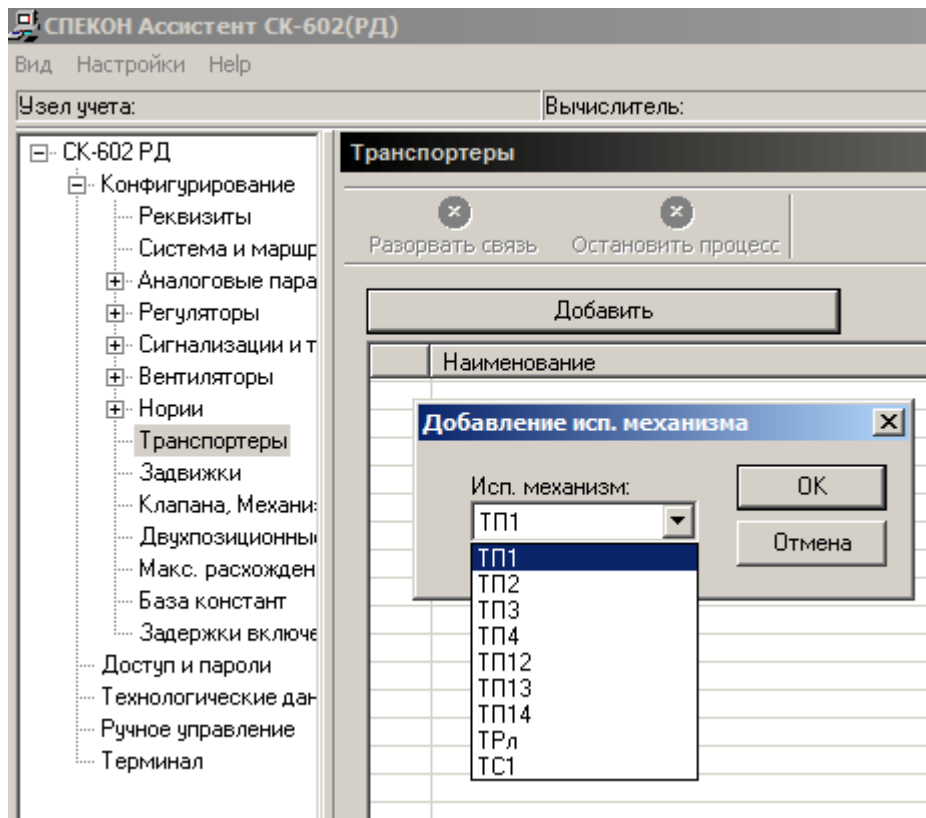 СПЕКОН Ассистент СК-602(РД)
Вид Настройки Help
Узел учета: Вычислитель:
СК-602 РД
Конфигурирование
Реквизиты
Система и маршр
Аналоговые пара
Регуляторы
Сигнализации и т
Вентиляторы
Нории
Транспортеры
Задвижки
Клапана, Механи
Двухпозиционны
Макс. расхожден
База констант
Задержки включе
Доступ и пароли
Технологические дан
Ручное управление
Терминал
Транспортеры
Разорвать связь Остановить процесс
Добавить
Наименование
Добавление исп. механизма
Исп. механизм:
ТП1
OK
Отмена
ТП1
ТП2
ТП3
ТП4
ТП12
ТП13
ТП14
ТРл
ТС1